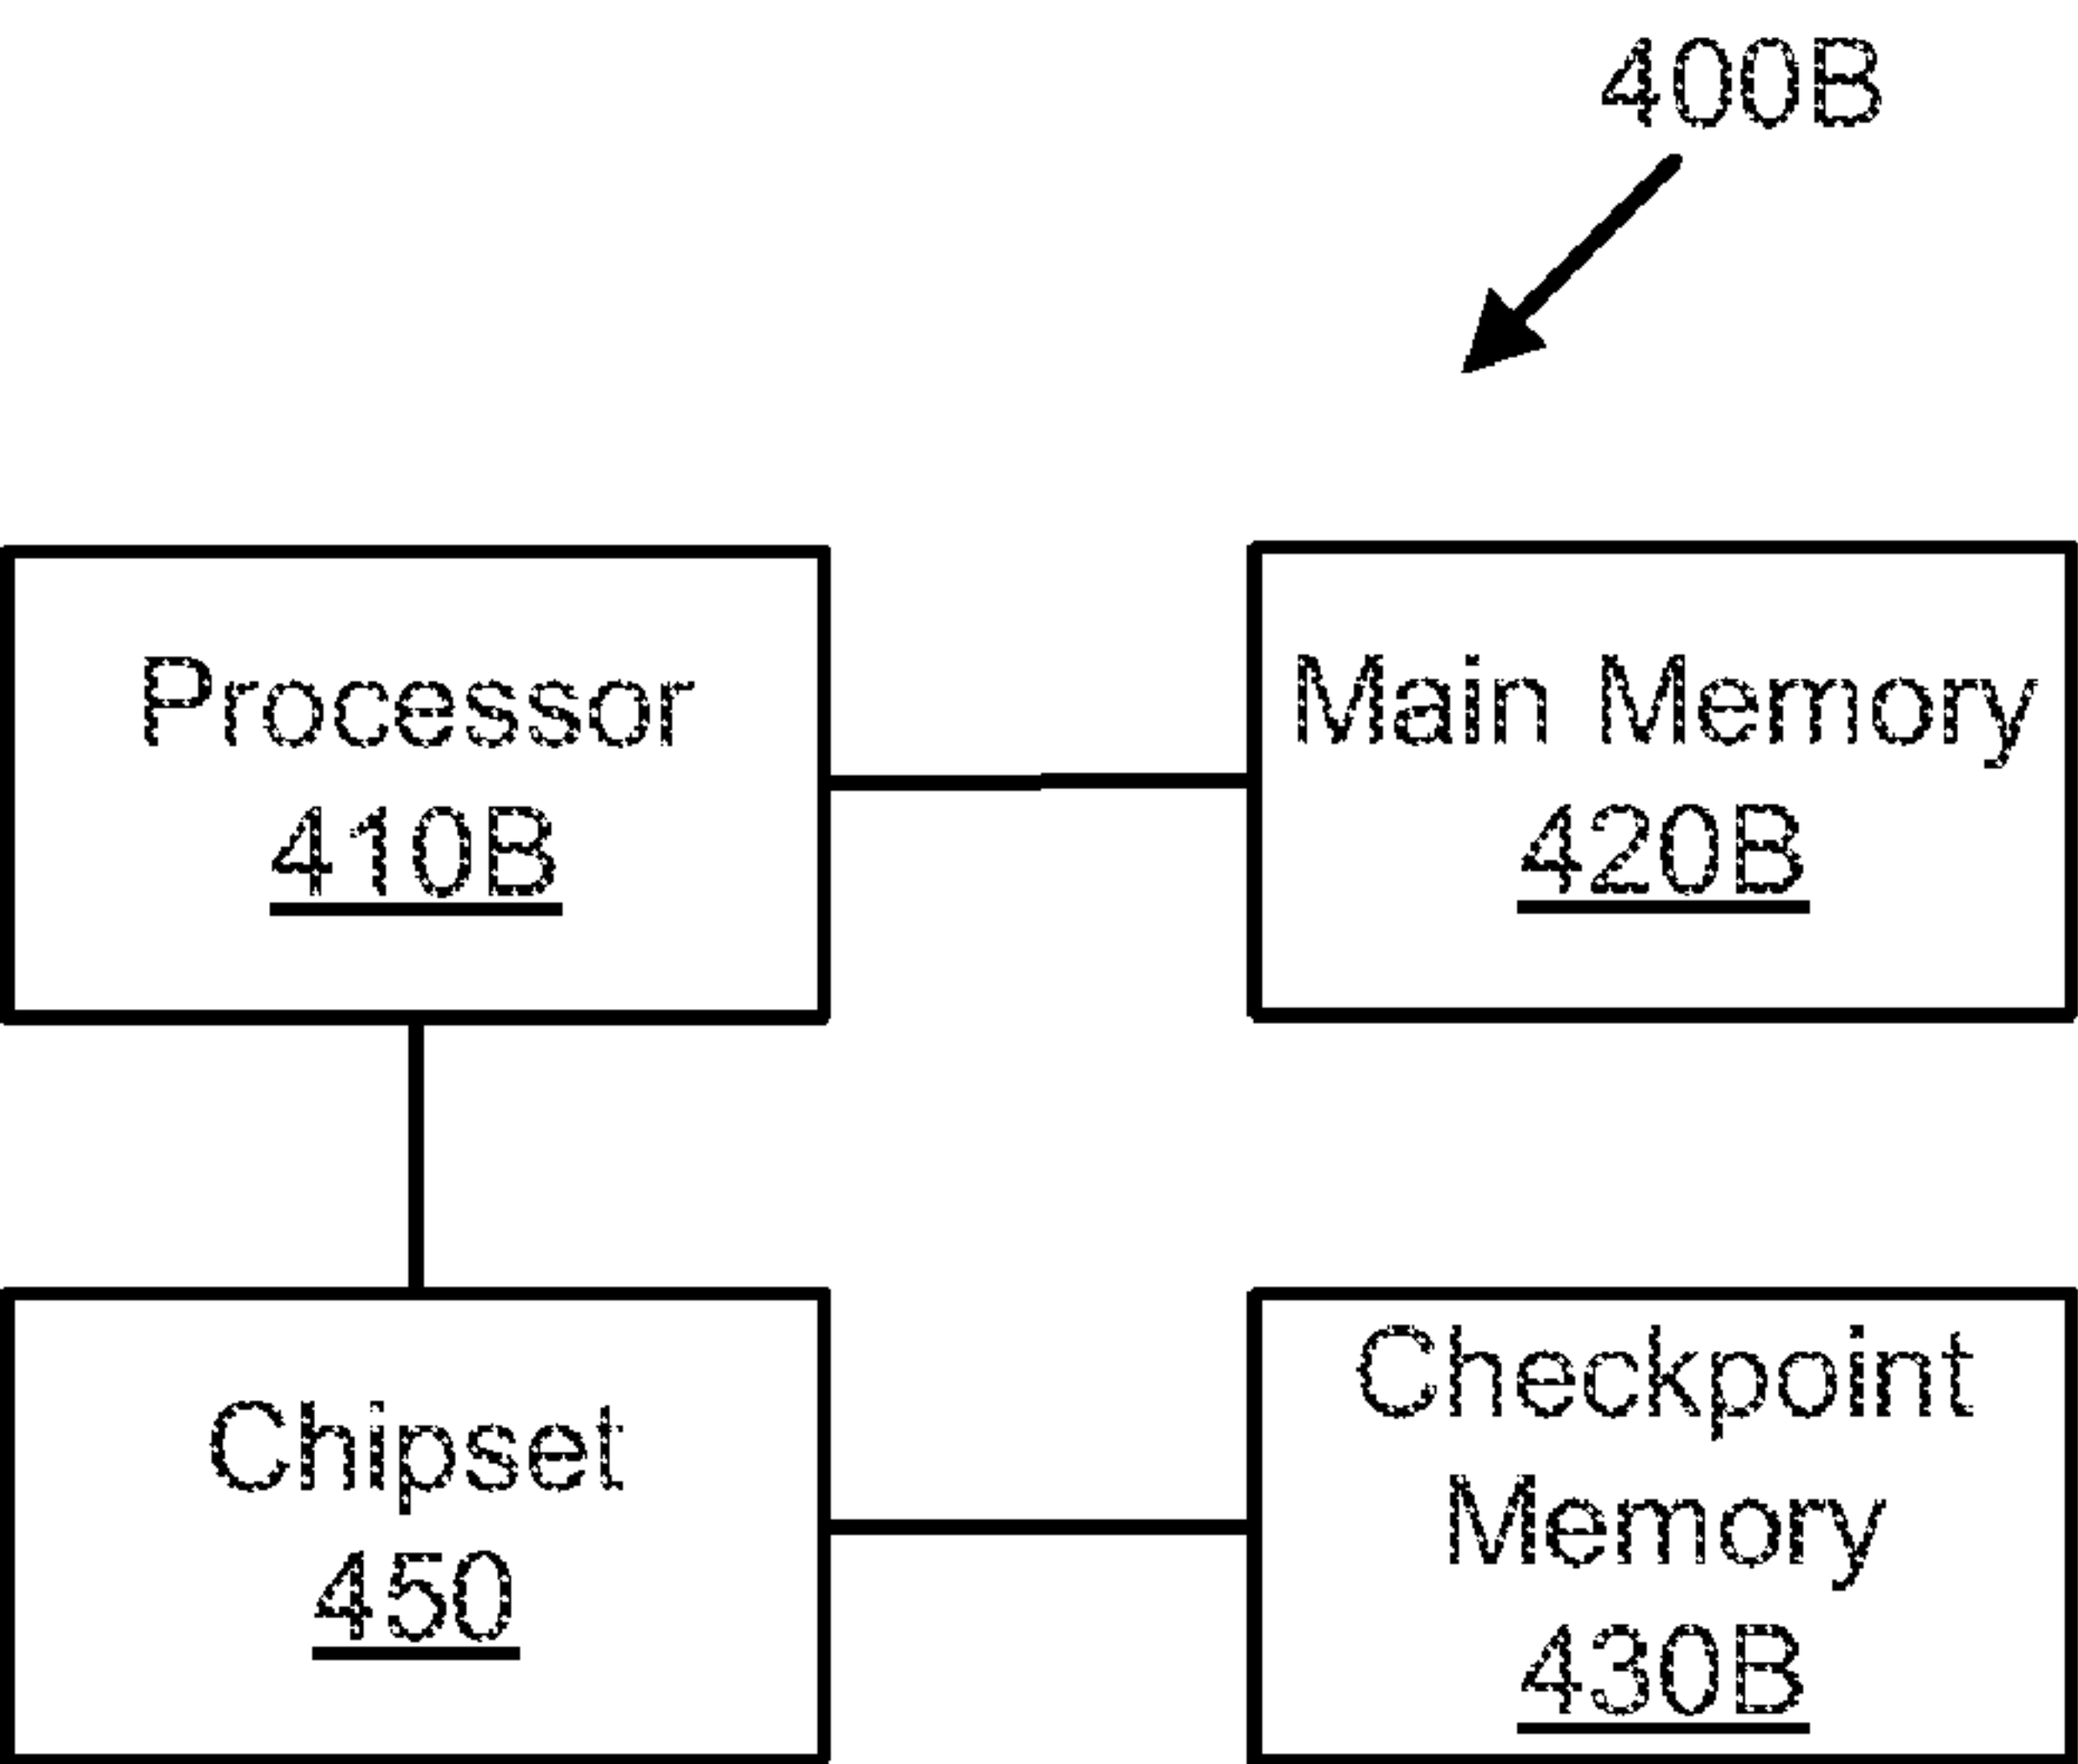 400B
Processor
410B
Main Memory
420B
Chipset
450
Checkpoint
Memory
430B